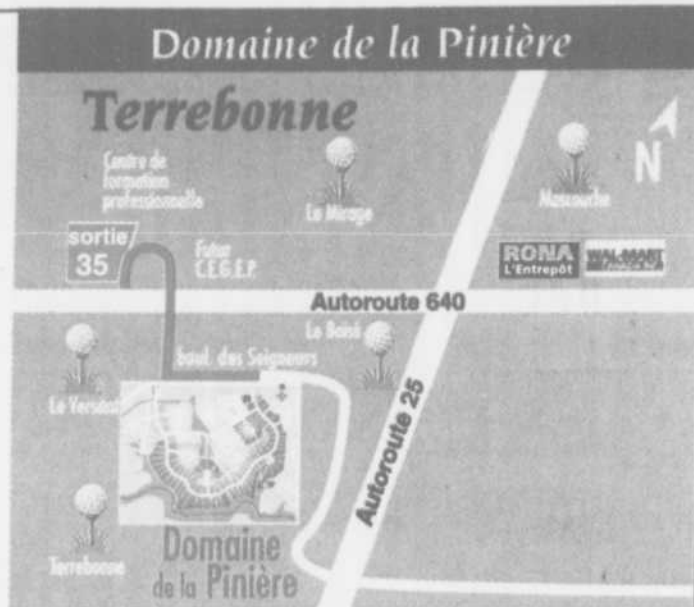 Domaine de la Pinière
Terrebonne
Centre de
formation
professionnelle
Le Mirage
Mascouche
N
sortie
35
Futur
C.E.G.E.P.
RONA
L'Entrepôt
WAL-MART
Autoroute 640
Le Boisé
boul. des Seigneurs
Le Versant
Autoroute 25
Terrebonne
Domaine
de la Pinière